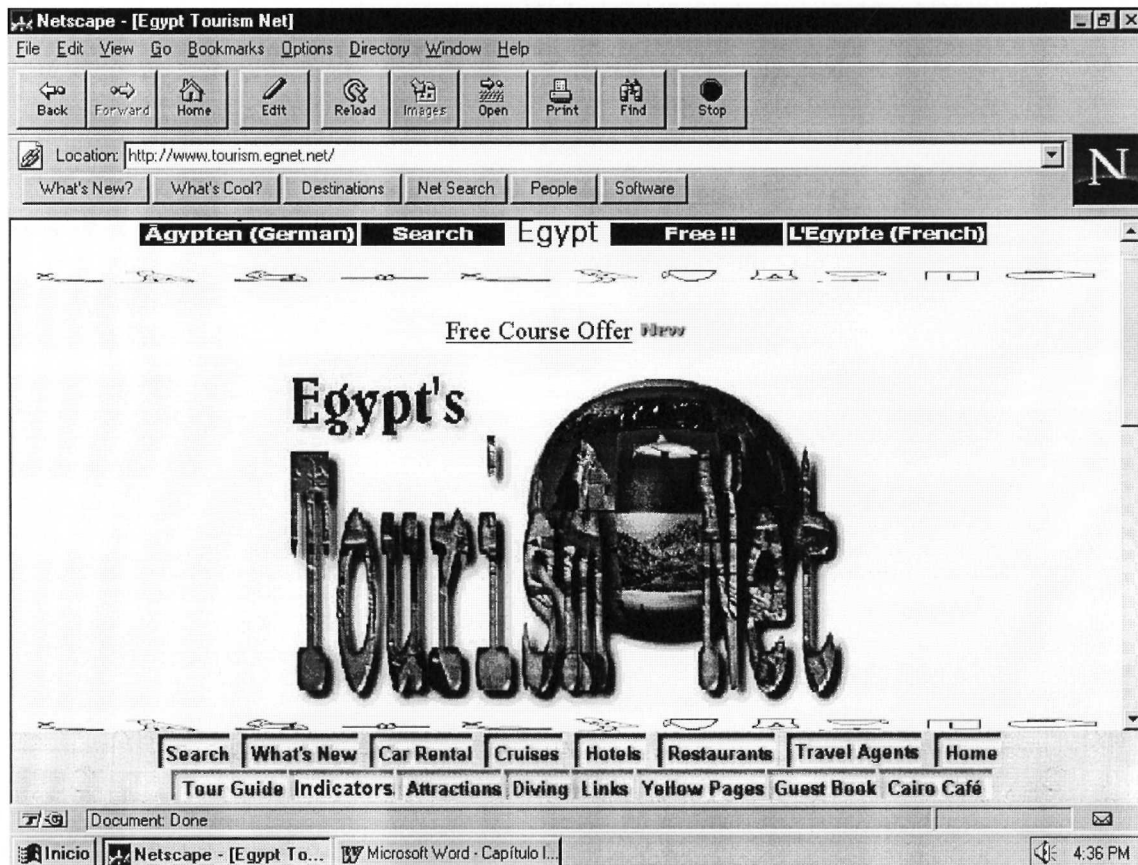 Netscape - [Egypt Tourism Net]
File Edit View Go Bookmarks Options Directory Window Help
Back Forward Home Edit Reload Images Open Print Find Stop
Location: http://www.tourism.egnet.net/
N
What's New? What's Cool? Destinations Net Search People Software
Ägypten (German) Search Egypt Free !! L'Egypte (French)
Free Course Offer New
Egypt's
Tourism Net
Search What's New Car Rental Cruises Hotels Restaurants Travel Agents Home
Tour Guide Indicators Attractions Diving Links Yellow Pages Guest Book Cairo Café
Document: Done
Inicio Netscape - [Egypt To... Microsoft Word - Capítulo I... 4:36 PM